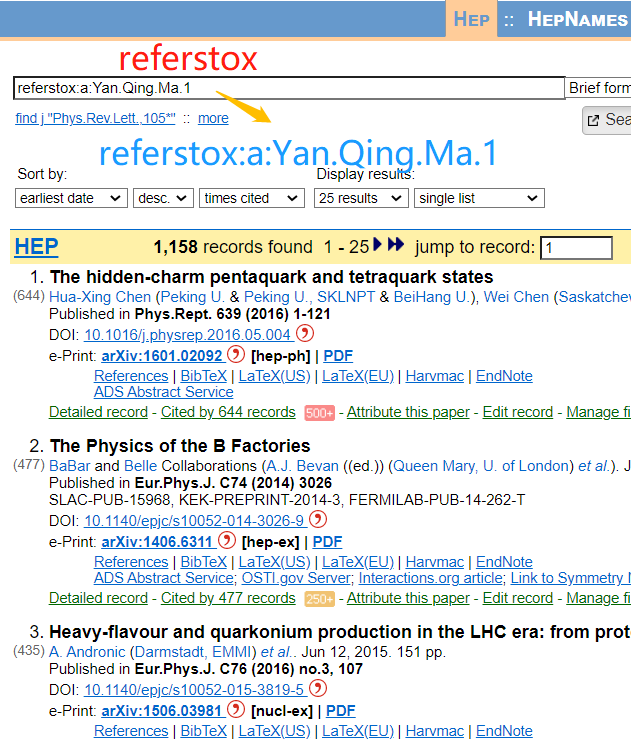 HEP :: HEPNAMES
referstox
referstox:a:Yan.Qing.Ma.1 Brief form
find j "Phys.Rev.Lett.,105*" :: more
Sea
referstox:a:Yan.Qing.Ma.1
Sort by: Display results:
earliest date desc. times cited 25 results single list
HEP 1,158 records found 1 - 25 jump to record: 1
1. The hidden-charm pentaquark and tetraquark states
(644) Hua-Xing Chen (Peking U. & Peking U., SKLNPT & BeiHang U.), Wei Chen (Saskatchew
Published in Phys.Rept. 639 (2016) 1-121
DOI: 10.1016/j.physrep.2016.05.004
e-Print: arXiv:1601.02092 [hep-ph] | PDF
References | BibTeX | LaTeX(US) | LaTeX(EU) | Harvmac | EndNote
ADS Abstract Service
Detailed record - Cited by 644 records 500+ - Attribute this paper - Edit record - Manage fi
2. The Physics of the B Factories
(477) BaBar and Belle Collaborations (A.J. Bevan ((ed.)) (Queen Mary, U. of London) et al.). J
Published in Eur.Phys.J. C74 (2014) 3026
SLAC-PUB-15968, KEK-PREPRINT-2014-3, FERMILAB-PUB-14-262-T
DOI: 10.1140/epjc/s10052-014-3026-9
e-Print: arXiv:1406.6311 [hep-ex] | PDF
References | BibTeX | LaTeX(US) | LaTeX(EU) | Harvmac | EndNote
ADS Abstract Service; OSTI.gov Server; Interactions.org article; Link to Symmetry M
Detailed record - Cited by 477 records 250+ - Attribute this paper - Edit record - Manage fi
3. Heavy-flavour and quarkonium production in the LHC era: from prot
(435) A. Andronic (Darmstadt, EMMI) et al.. Jun 12, 2015. 151 pp.
Published in Eur.Phys.J. C76 (2016) no.3, 107
DOI: 10.1140/epjc/s10052-015-3819-5
e-Print: arXiv:1506.03981 [nucl-ex] | PDF
References | BibTeX | LaTeX(US) | LaTeX(EU) | Harvmac | EndNote